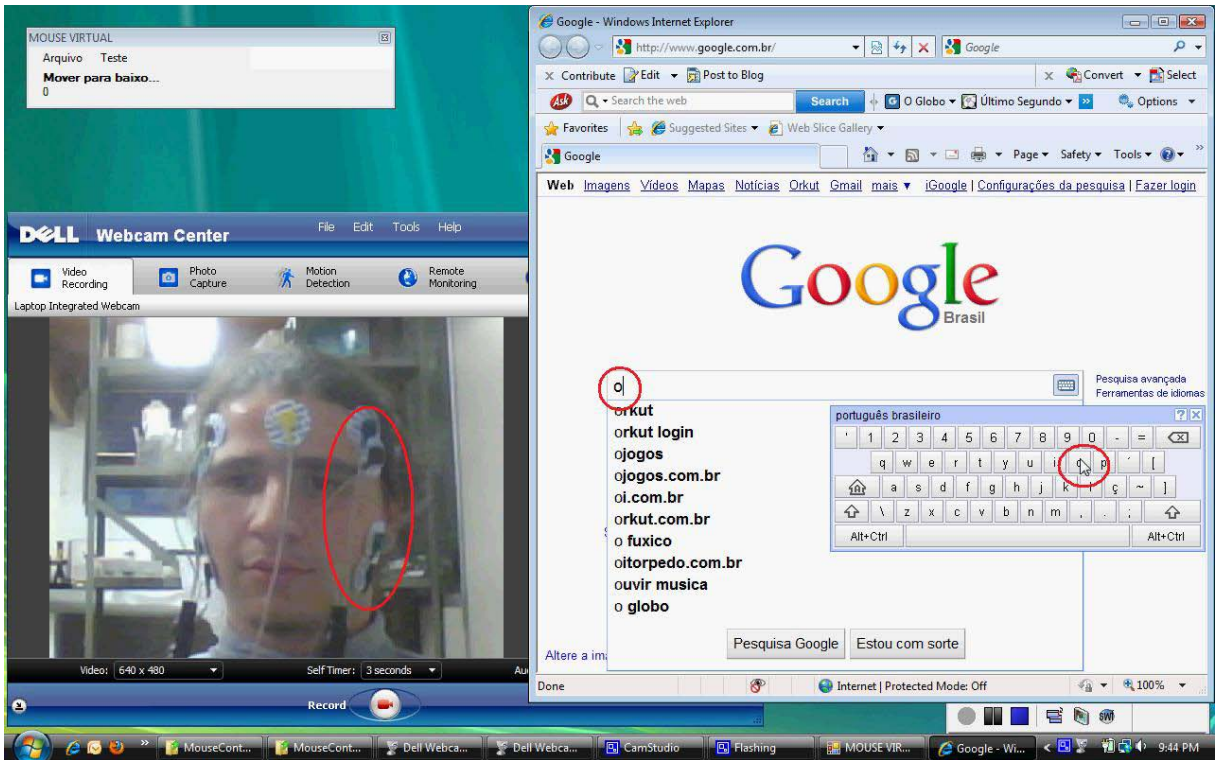 MOUSE VIRTUAL
Arquivo Teste
Mover para baixo...
0
DELL Webcam Center
File Edit Tools Help
Video Recording
Photo Capture
Motion Detection
Remote Monitoring
Laptop Integrated Webcam
Video: 640 x 480
Self Timer: 3 seconds
Record
Google - Windows Internet Explorer
http://www.google.com.br/
Google
x Contribute Edit Post to Blog
x Convert Select
Ask Search the web Search O Globo Último Segundo » Options
Favorites Suggested Sites Web Slice Gallery
Google
Page Safety Tools »
Web Imagens Vídeos Mapas Notícias Orkut Gmail mais ▼ iGoogle | Configurações da pesquisa | Fazer login
Google
Brasil
o
Pesquisa avançada
Ferramentas de idiomas
orkut
orkut login
ojogos
ojogos.com.br
oi.com.br
orkut.com.br
o fuxico
oitorpedo.com.br
ouvir musica
o globo
português brasileiro
' 1 2 3 4 5 6 7 8 9 0 - =
q w e r t y u i o p ´ [
a s d f g h j k l ç ~ ]
\ z x c v b n m , . ;
Alt+Ctrl Alt+Ctrl
Pesquisa Google Estou com sorte
Altere a
Done
Internet | Protected Mode: Off
100%
» MouseCont... MouseCont... Dell Webca... Dell Webca... CamStudio Flashing MOUSE VIR... Google - Wi... < 9:44 PM